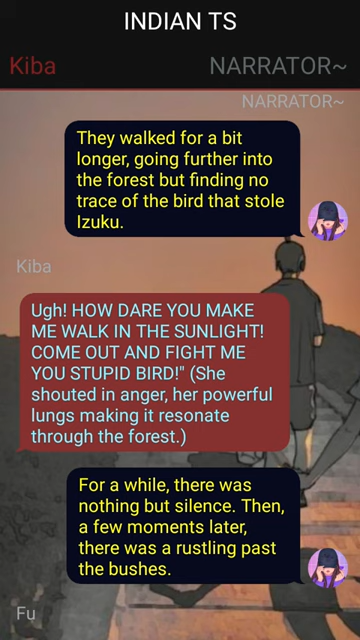 INDIAN TS
Kiba
NARRATOR~
NARRATOR~
They walked for a bit
longer, going further into
the forest but finding no
trace of the bird that stole
Izuku.
Kiba
Ugh! HOW DARE YOU MAKE
ME WALK IN THE SUNLIGHT!
COME OUT AND FIGHT ME
YOU STUPID BIRD!" (She
shouted in anger, her powerful
lungs making it resonate
through the forest.)
For a while, there was
nothing but silence. Then,
a few moments later,
there was a rustling past
the bushes.
Fu